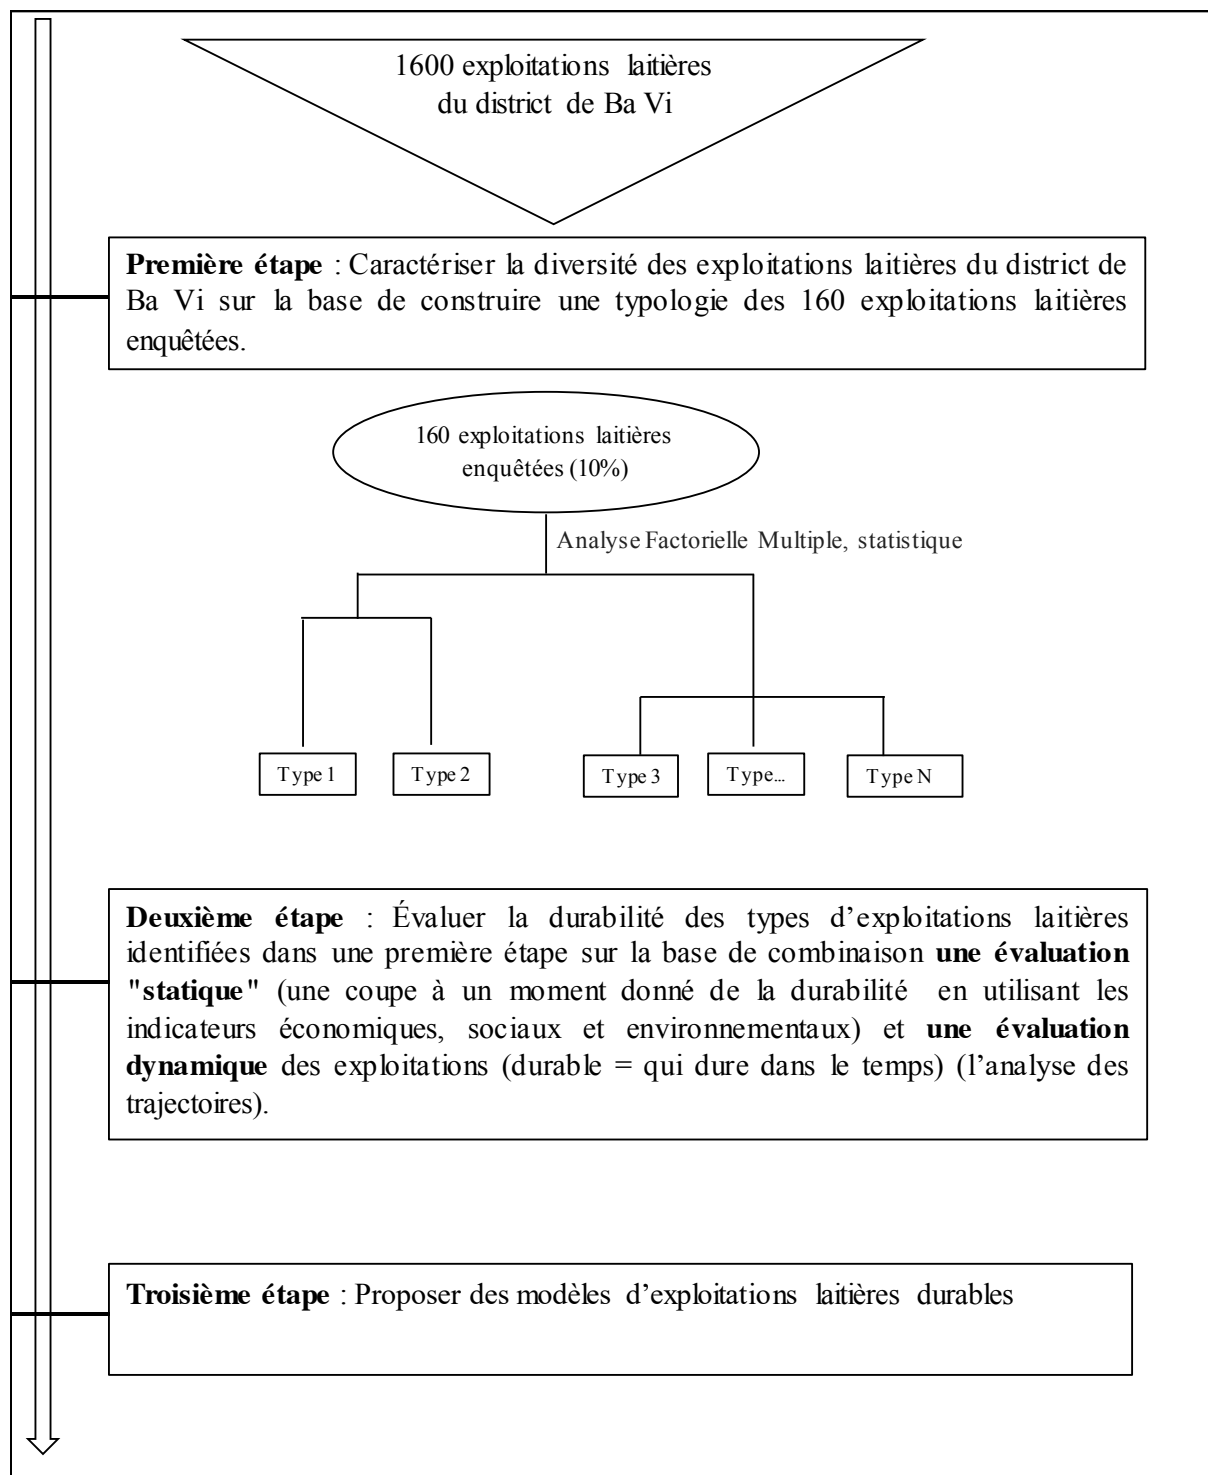 1600 exploitations laitières
du district de Ba Vi
Première étape : Caractériser la diversité des exploitations laitières du district de
Ba Vi sur la base de construire une typologie des 160 exploitations laitières
enquêtées.
160 exploitations laitières
enquêtées (10%)
Analyse Factorielle Multiple, statistique
Type 1
Type 2
Type 3
Type...
Type N
Deuxième étape : Évaluer la durabilité des types d’exploitations laitières
identifiées dans une première étape sur la base de combinaison une évaluation
"statique" (une coupe à un moment donné de la durabilité en utilisant les
indicateurs économiques, sociaux et environnementaux) et une évaluation
dynamique des exploitations (durable = qui dure dans le temps) (l’analyse des
trajectoires).
Troisième étape : Proposer des modèles d’exploitations laitières durables